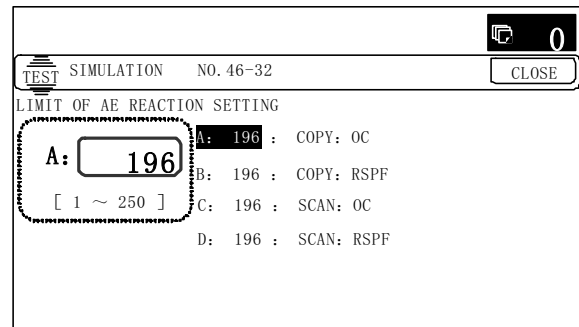 0
TEST SIMULATION NO.46-32 CLOSE
LIMIT OF AE REACTION SETTING
A: 196
[ 1 ~ 250 ]
A: 196 : COPY: OC
B: 196 : COPY: RSPF
C: 196 : SCAN: OC
D: 196 : SCAN: RSPF